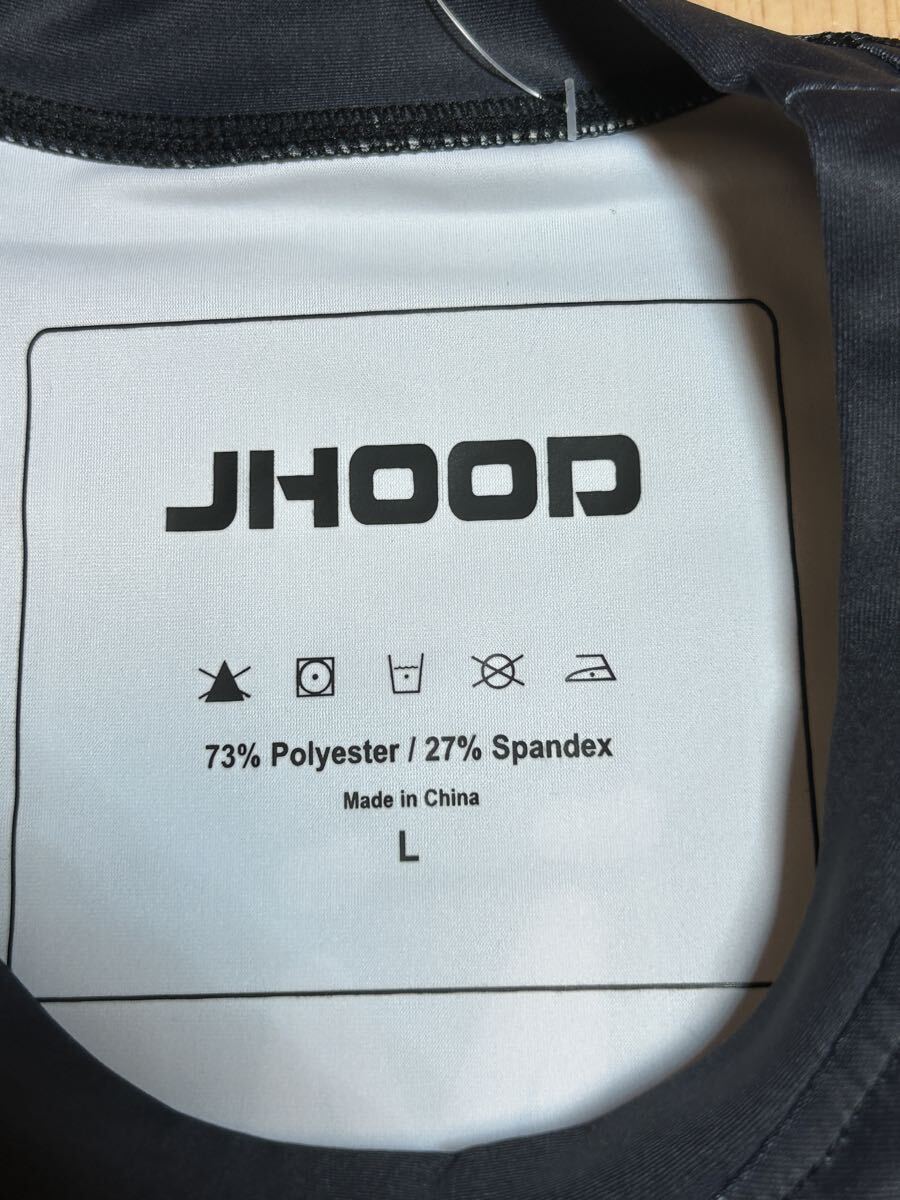 JHOOD
73% Polyester / 27% Spandex
Made in China
L